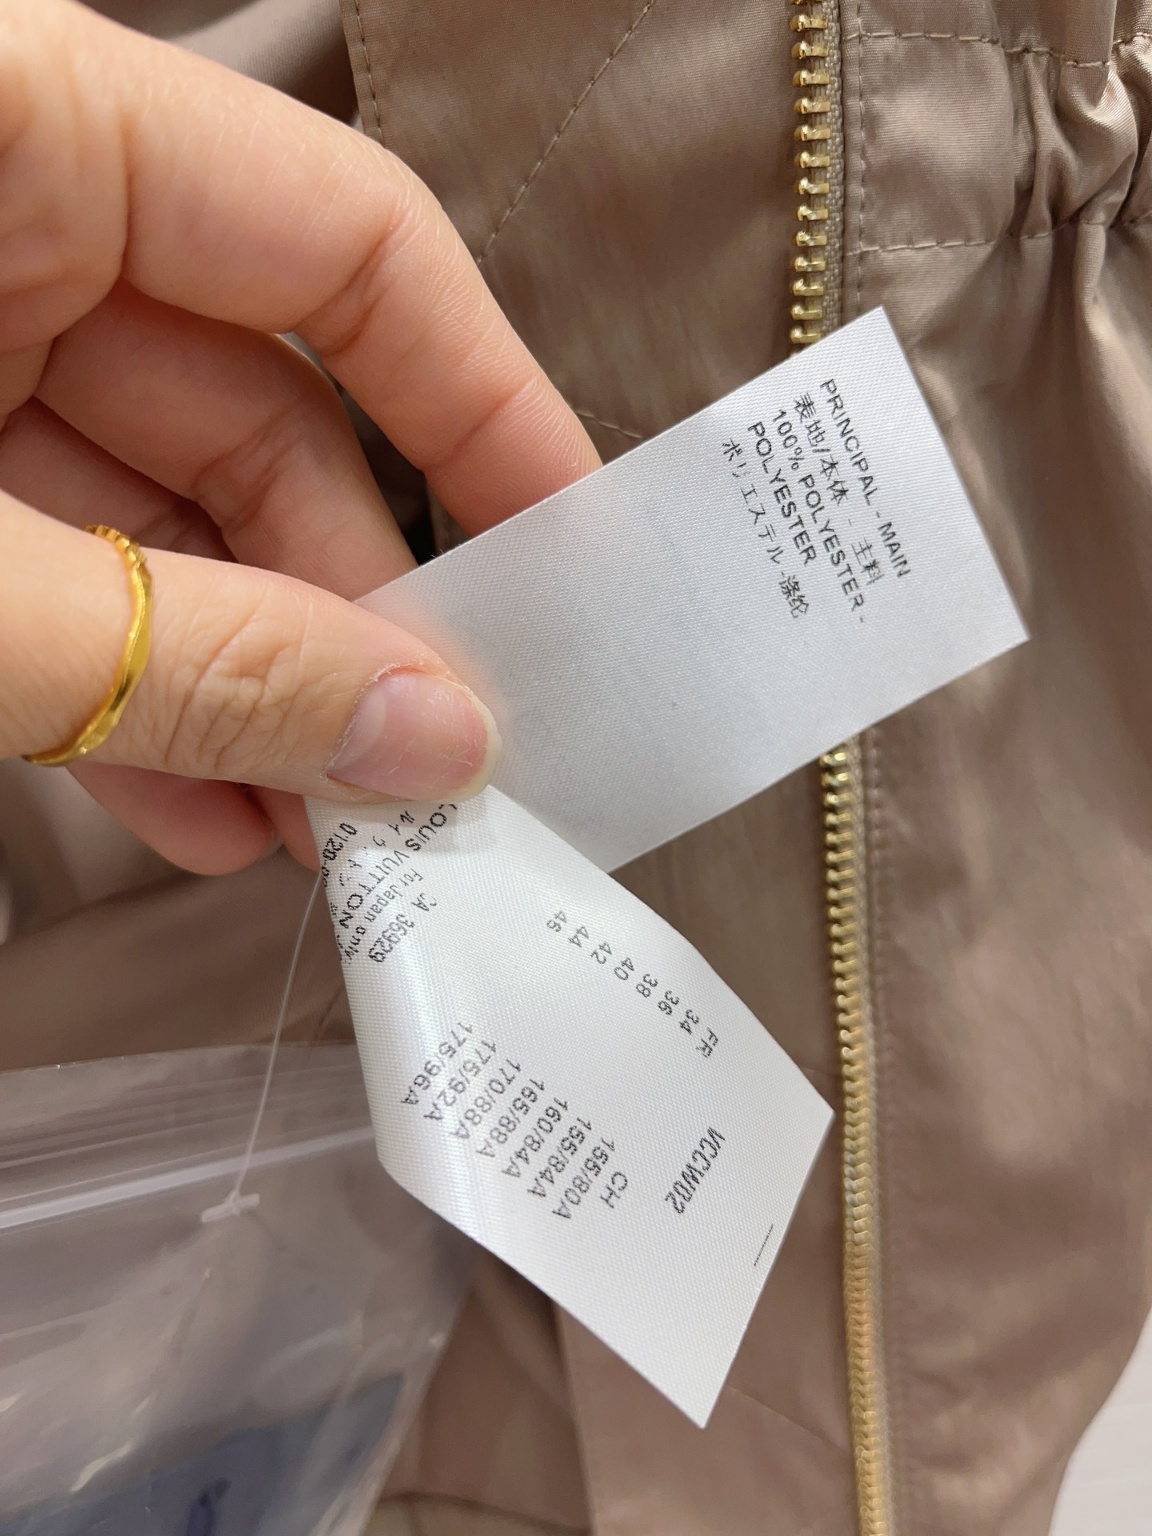 PRINCIPAL - MAIN
表地/本体 - 主料
100% POLYESTER -
POLYESTER
ポリエステル -涤纶
LOUIS VUITTON
For Japan only
CA 36929
FR
34
36
38
40
42
44
46
CH
155/80A
155/84A
160/84A
165/88A
170/88A
175/92A
175/96A
VCCW02